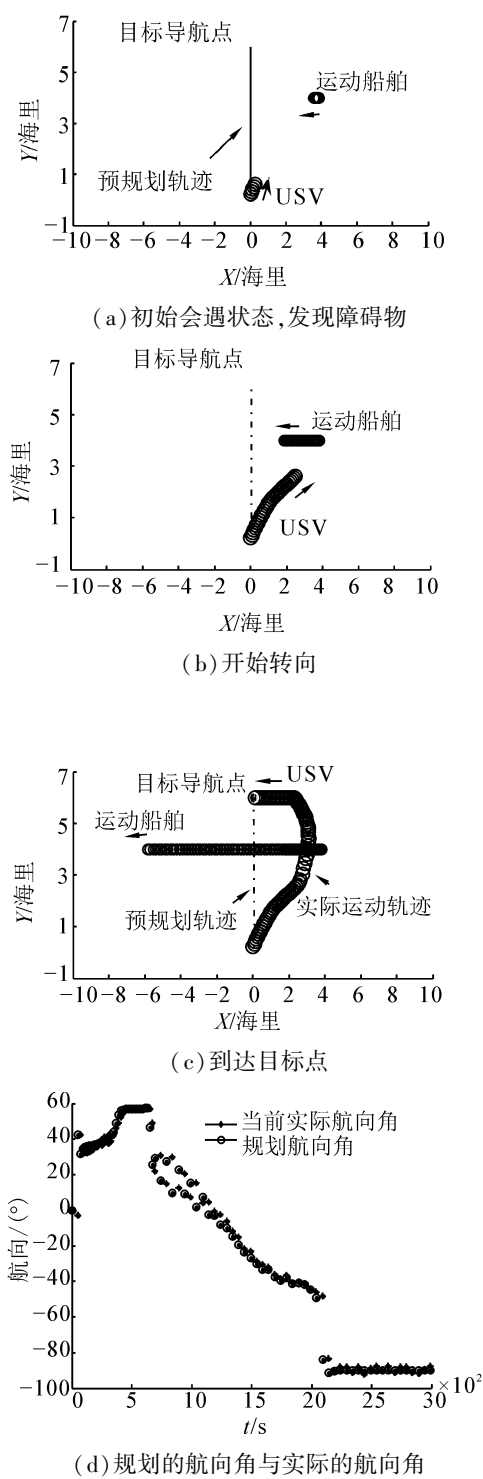 7
目标导航点
5
运动船舶
3
Y/海里
预规划轨迹
1
USV
−1
−10 −8 −6 −4 −2 0 2 4 6 8 10
X/海里
(a)初始会遇状态,发现障碍物
目标导航点
7
5
运动船舶
3
Y/海里
1
USV
−1
−10 −8 −6 −4 −2 0 2 4 6 8 10
X/海里
(b)开始转向
7
目标导航点
USV
5
运动船舶
3
Y/海里
预规划轨迹
实际运动轨迹
1
−1
−10 −8 −6 −4 −2 0 2 4 6 8 10
X/海里
(c)到达目标点
60
当前实际航向角
40
规划航向角
20
0
航向/(°)
−20
−40
−60
−80
−100
×10²
0 5 10 15 20 25 30
t/s
(d)规划的航向角与实际的航向角